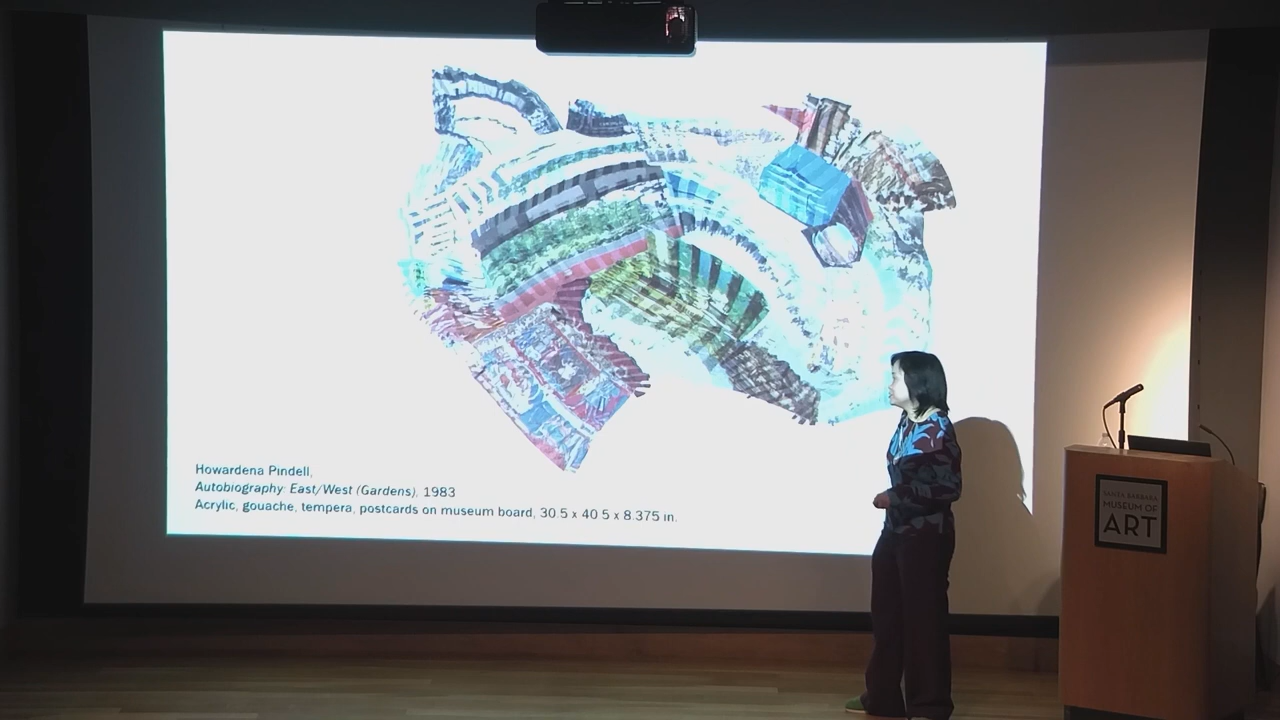 Howardena Pindell,
Autobiography: East/West (Gardens), 1983
Acrylic, gouache, tempera, postcards on museum board, 30.5 x 40.5 x 8.375 in.
SANTA BARBARA
MUSEUM OF
ART